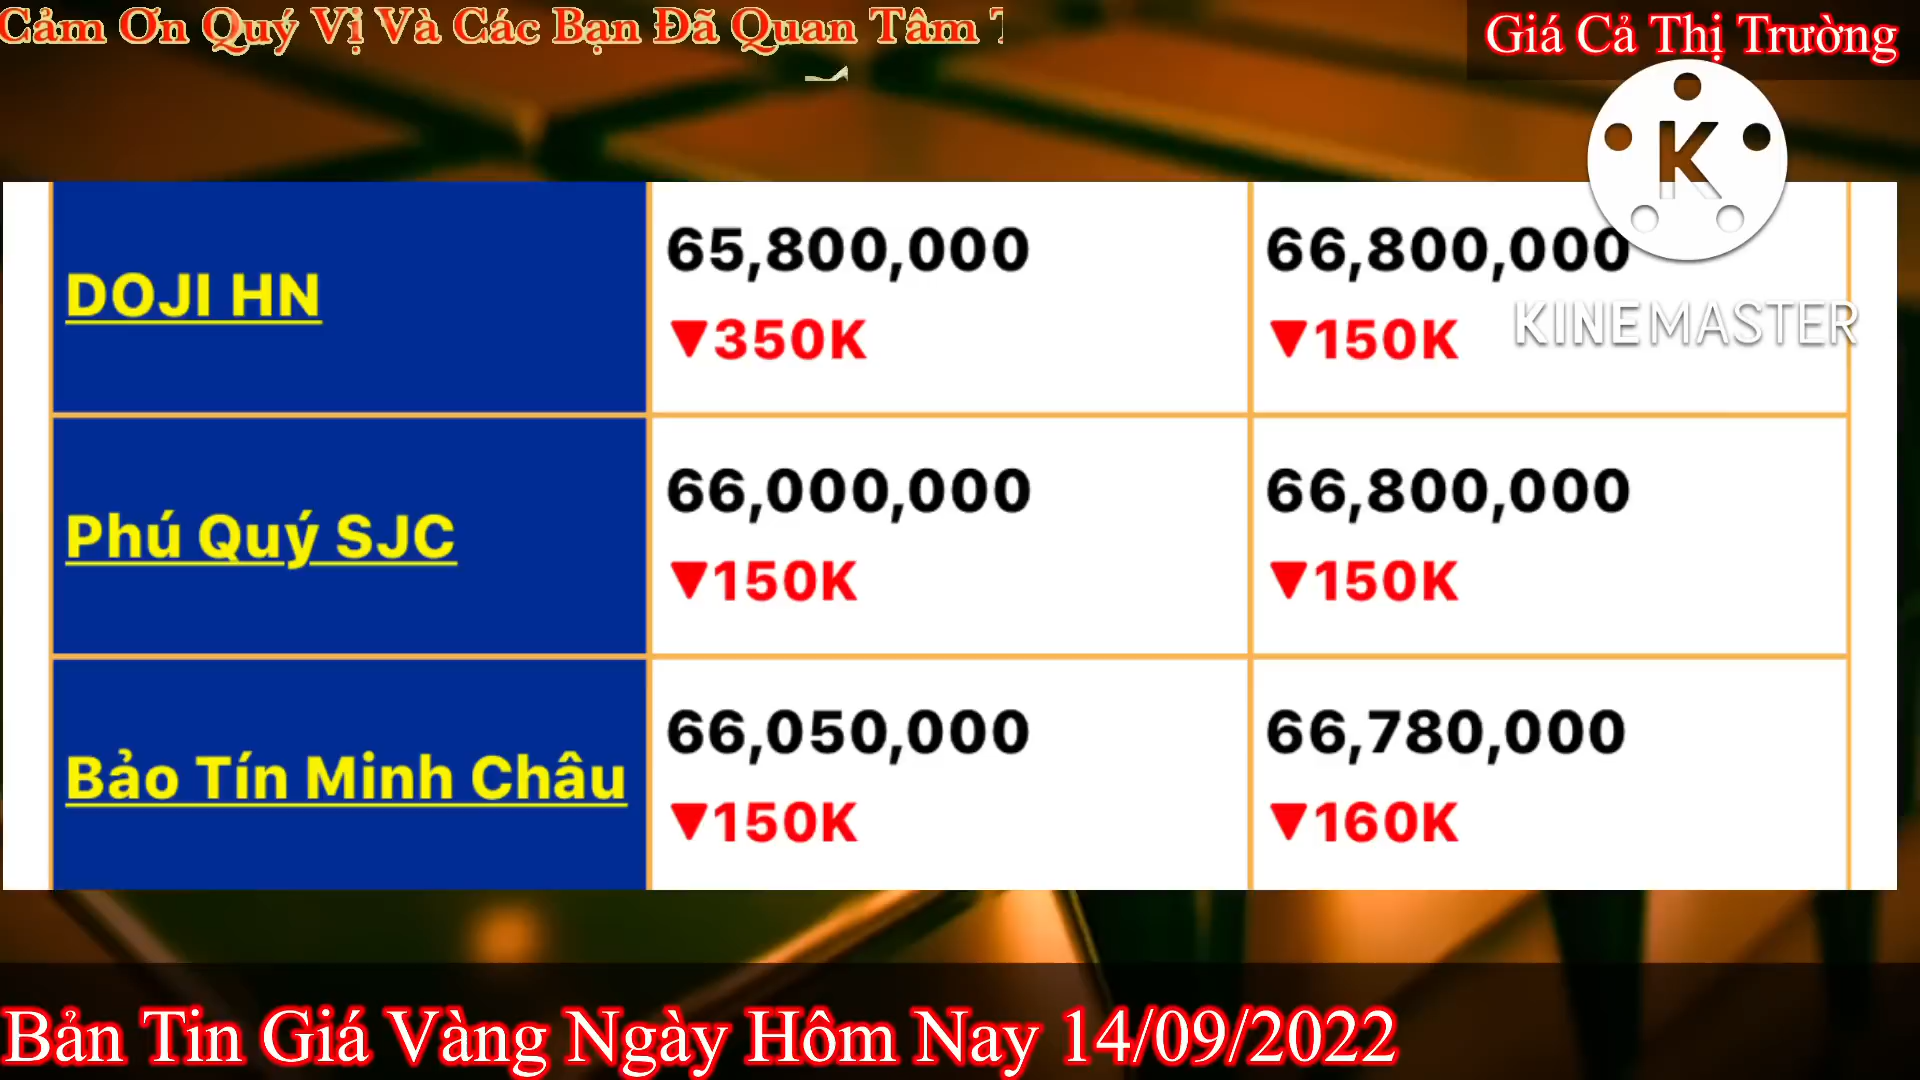 Cảm Ơn Quý Vị Và Các Bạn Đã Quan Tâm
Giá Cả Thị Trường
K
KINEMASTER
DOJI HN
65,800,000
66,800,000
▼350K
▼150K
Phú Quý SJC
66,000,000
66,800,000
▼150K
▼150K
Bảo Tín Minh Châu
66,050,000
66,780,000
▼150K
▼160K
Bản Tin Giá Vàng Ngày Hôm Nay 14/09/2022